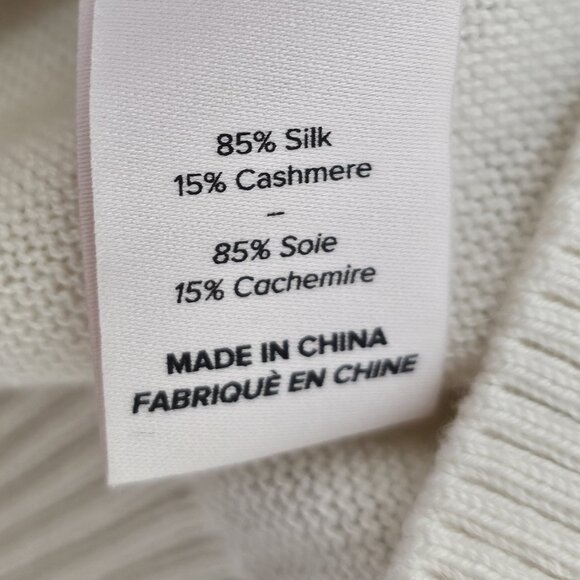 85% Silk
15% Cashmere
–
85% Soie
15% Cachemire
MADE IN CHINA
FABRIQUÈ EN CHINE